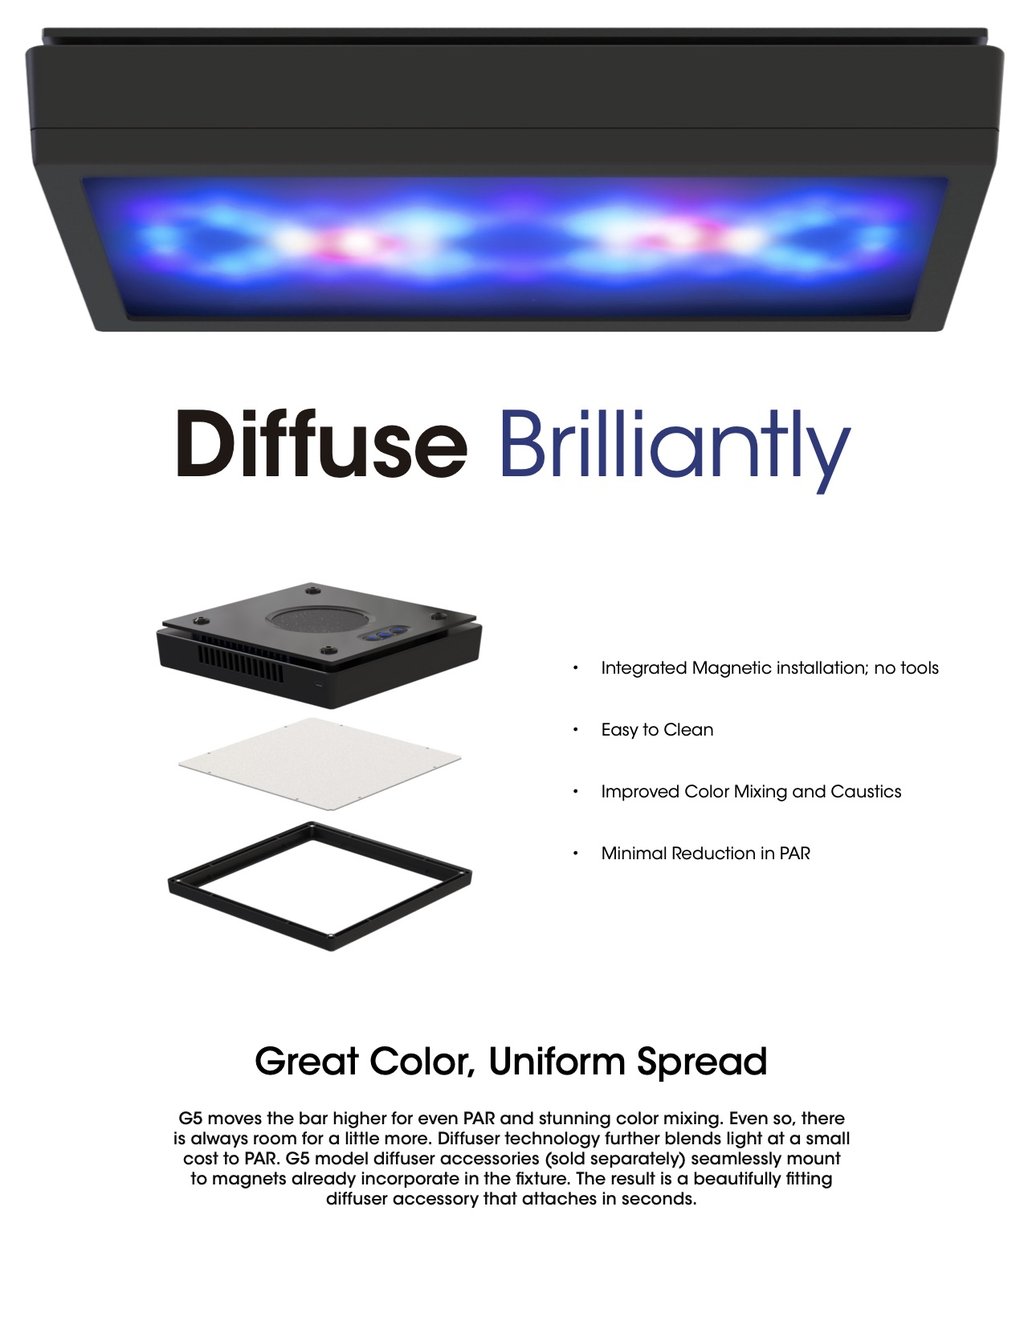 Diffuse Brilliantly
• Integrated Magnetic installation; no tools
• Easy to Clean
• Improved Color Mixing and Caustics
• Minimal Reduction in PAR
Great Color, Uniform Spread
G5 moves the bar higher for even PAR and stunning color mixing. Even so, there
is always room for a little more. Diffuser technology further blends light at a small
cost to PAR. G5 model diffuser accessories (sold separately) seamlessly mount
to magnets already incorporate in the fixture. The result is a beautifully fitting
diffuser accessory that attaches in seconds.